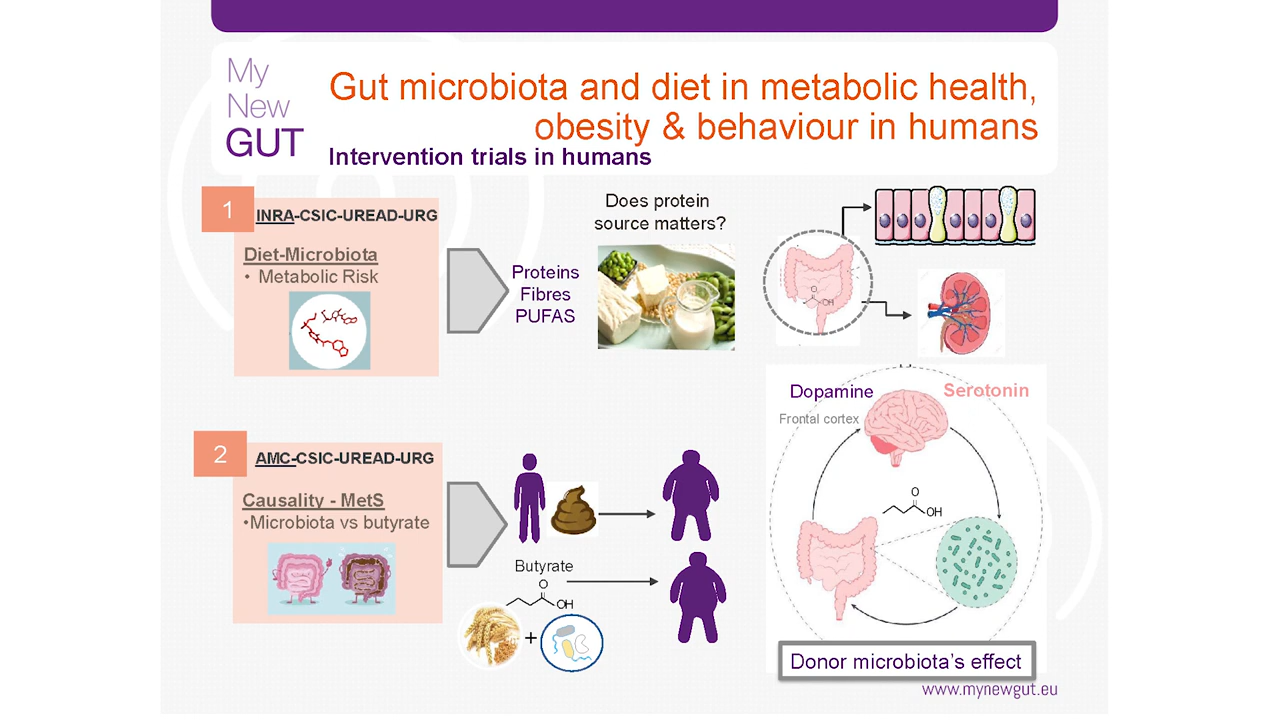 My
New
GUT
Gut microbiota and diet in metabolic health,
obesity & behaviour in humans
Intervention trials in humans
1
INRA-CSIC-UREAD-URG
Diet-Microbiota
• Metabolic Risk
Proteins
Fibres
PUFAS
Does protein
source matters?
OH
2
AMC-CSIC-UREAD-URG
Causality - MetS
•Microbiota vs butyrate
Butyrate
O
OH
+
Dopamine
Serotonin
Frontal cortex
O
OH
Donor microbiota's effect
www.mynewgut.eu